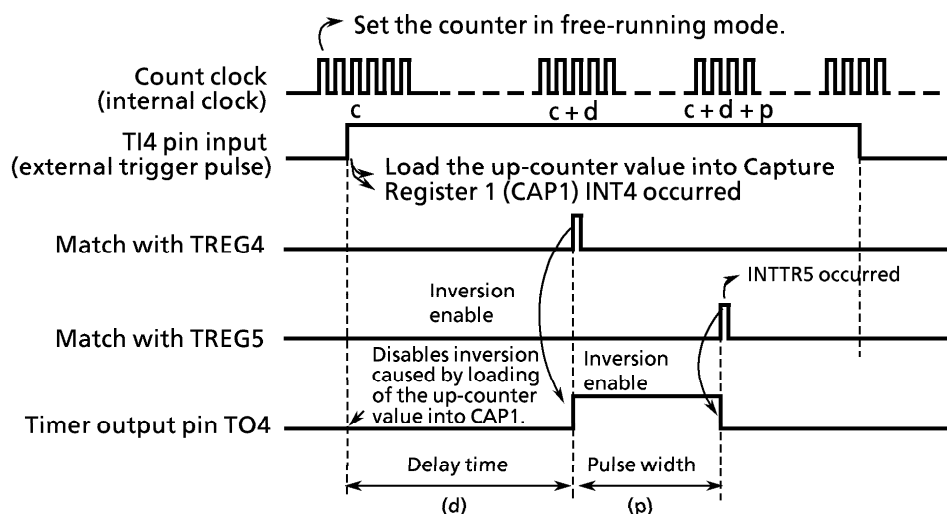 Set the counter in free-running mode.
Count clock
(internal clock)
c
c + d
c + d + p
TI4 pin input
(external trigger pulse)
Load the up-counter value into Capture
Register 1 (CAP1) INT4 occurred
Match with TREG4
INTTR5 occurred
Inversion
enable
Match with TREG5
Disables inversion
caused by loading
of the up-counter
value into CAP1.
Inversion
enable
Timer output pin TO4
Delay time
Pulse width
(d)
(p)